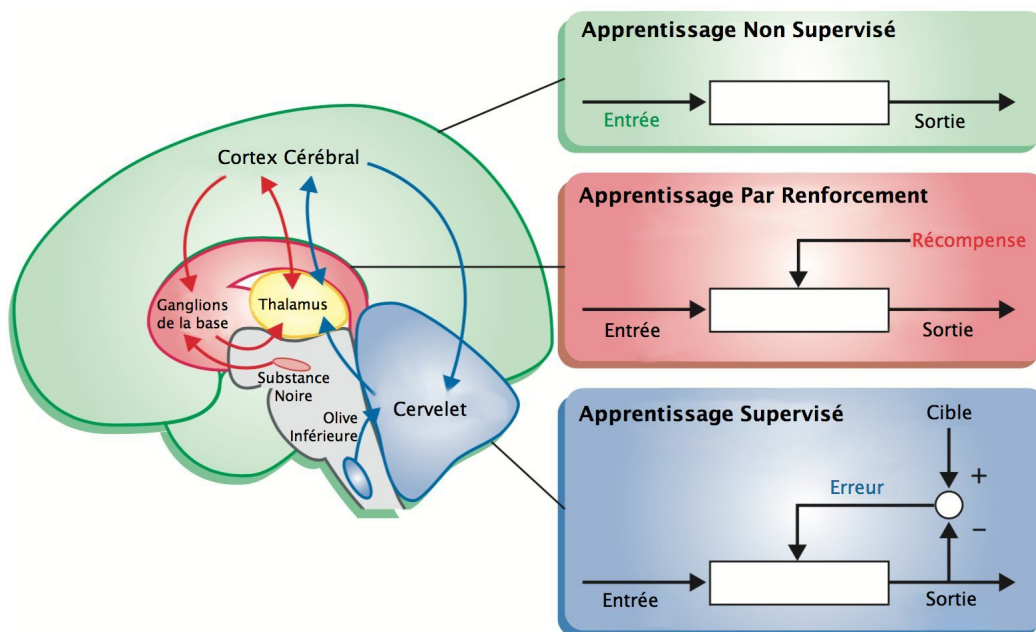 Apprentissage Non Supervisé
Entrée
Sortie
Cortex Cérébral
Ganglions
de la base
Thalamus
Substance
Noire
Olive
Inférieure
Cervelet
Apprentissage Par Renforcement
Récompense
Entrée
Sortie
Apprentissage Supervisé
Cible
+
Erreur
−
Entrée
Sortie